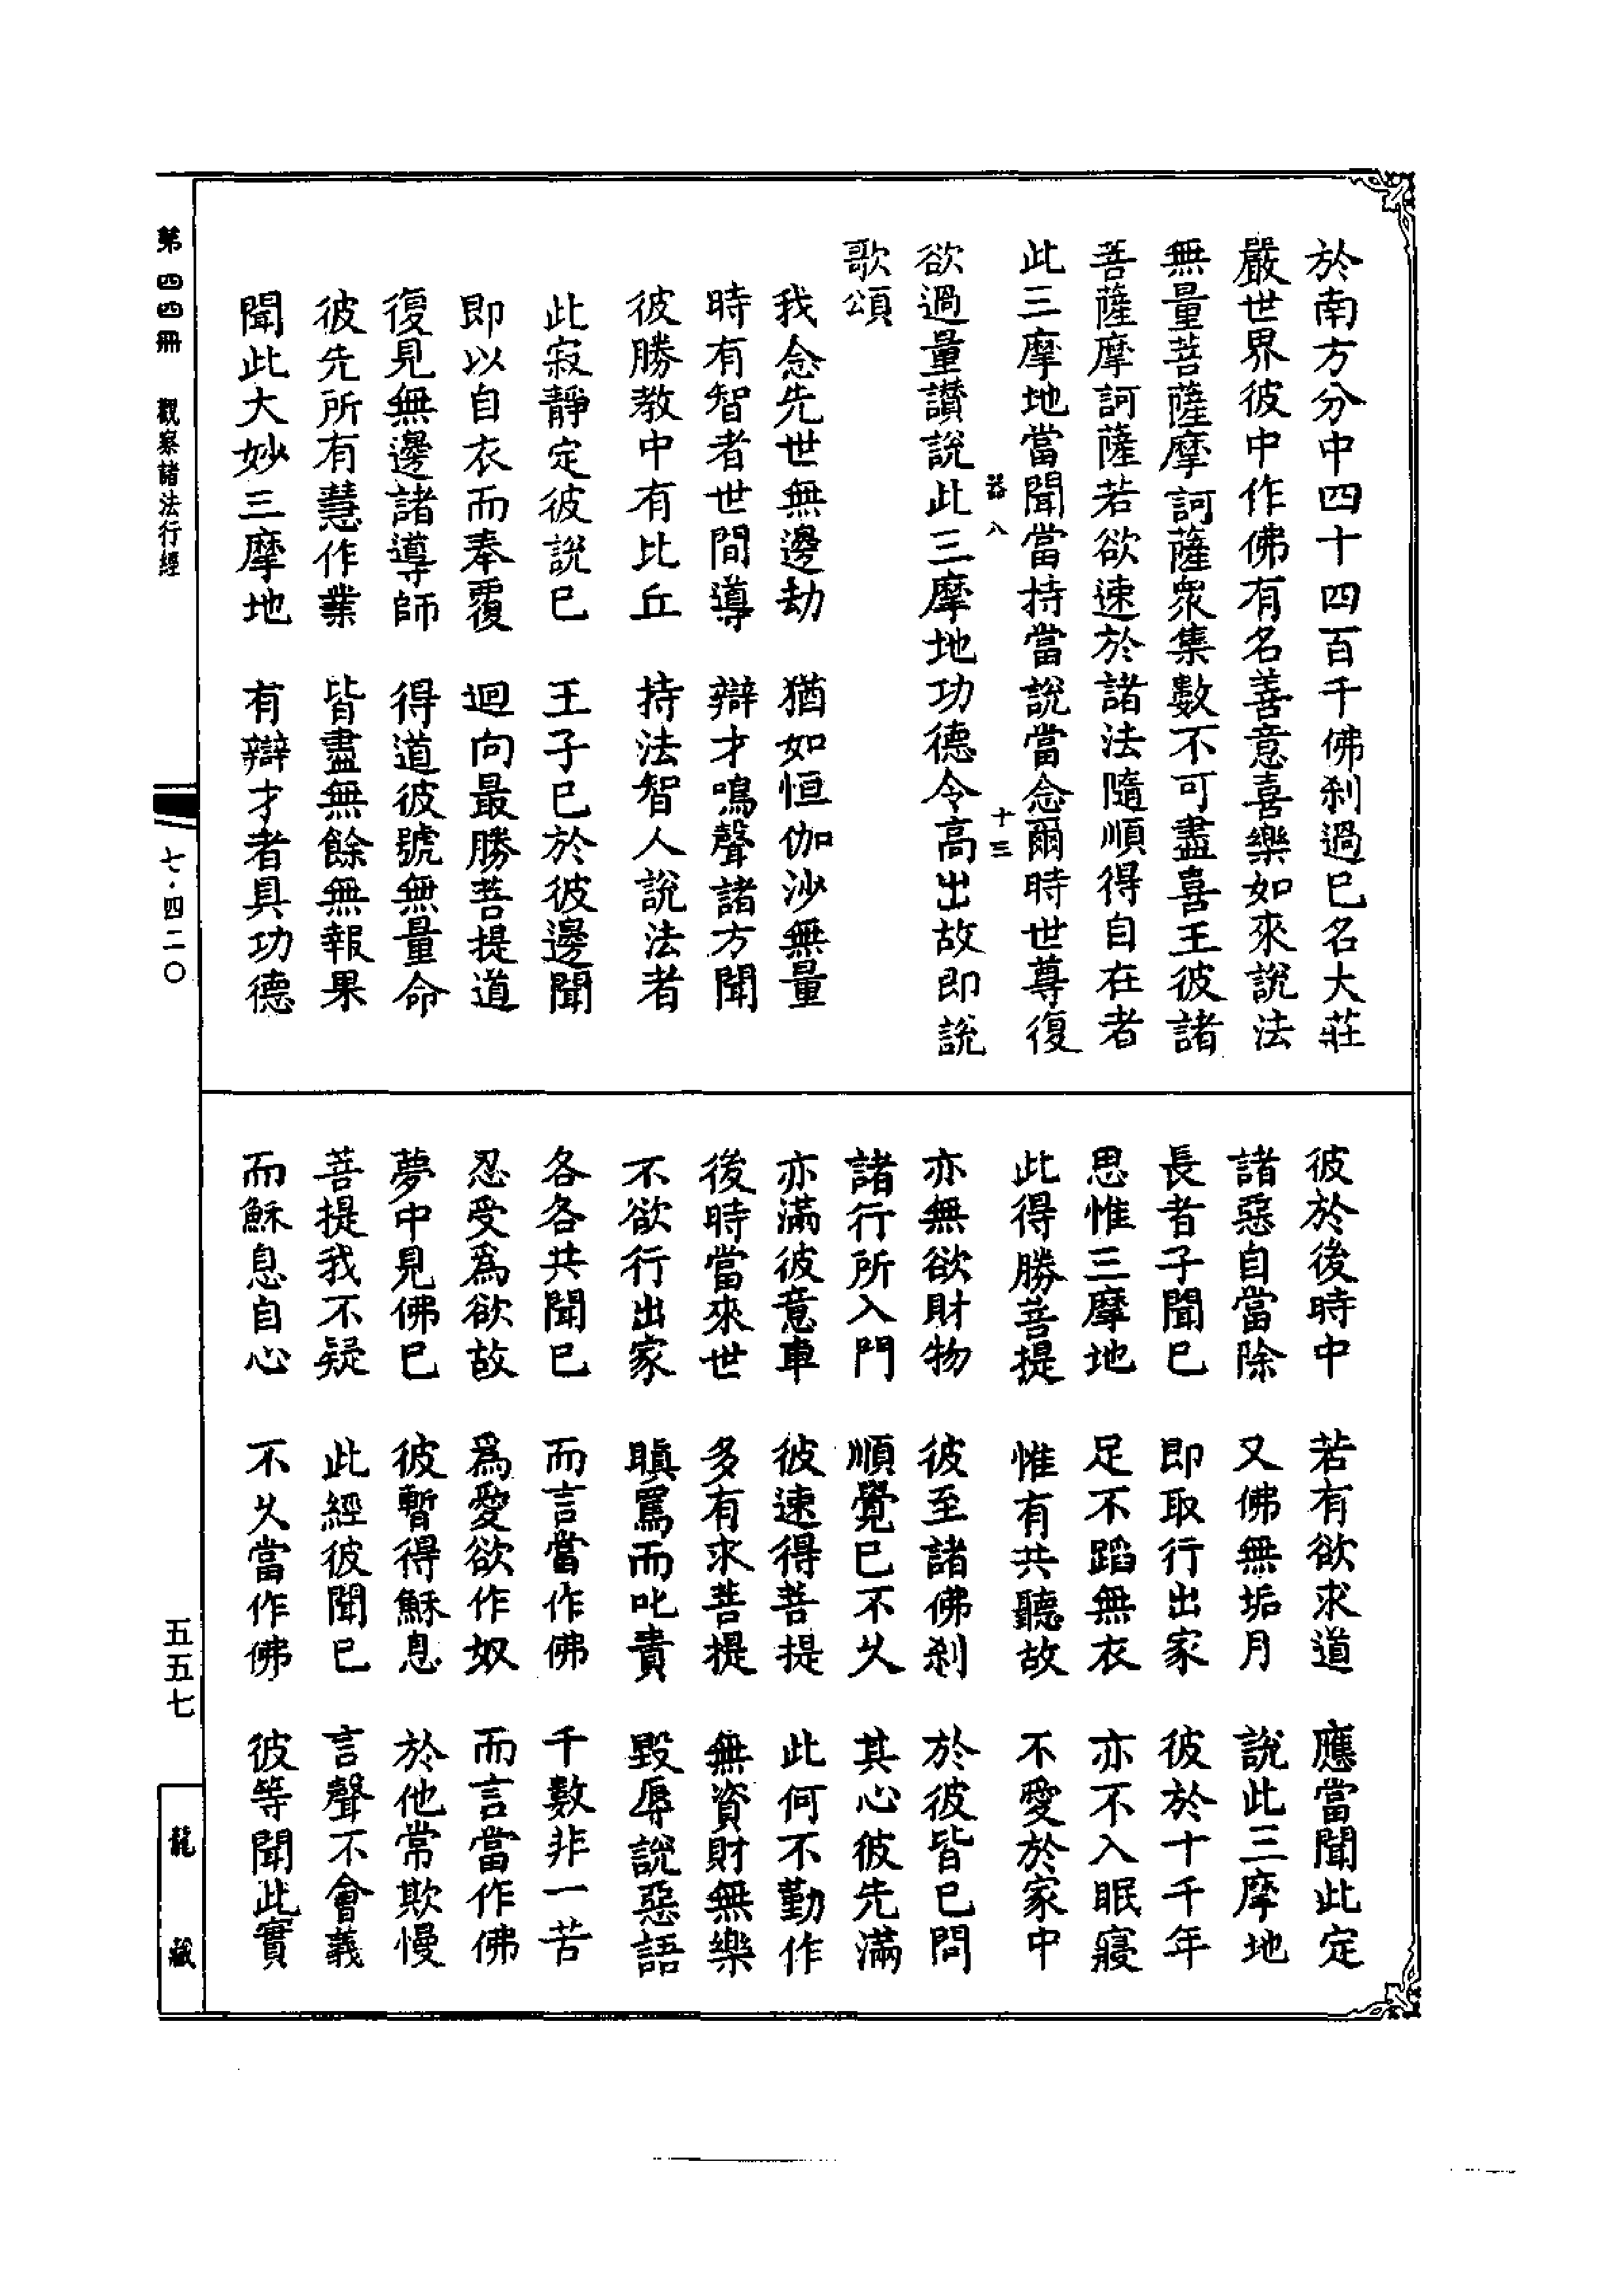 於南方分中四十四百千佛刹過已名大莊
嚴世界彼中作佛有名善意喜樂如來說法
無量菩薩摩訶薩衆集數不可盡喜王彼諸
菩薩摩訶薩若欲速於諸法隨順得自在者
此三摩地當聞當持當說當念爾時世尊復
器八 十三
欲過量讃說此三摩地功德令高出故即說
歌頌
我念先世無邊劫 猶如恒伽沙無量
時有智者世間導 辯才鳴聲諸方聞
彼勝教中有比丘 持法智人說法者
此寂靜定彼說已 王子已於彼邊聞
即以自衣而奉覆 迴向最勝菩提道
復見無邊諸導師 得道彼號無量命
彼先所有慧作業 皆盡無餘無報果
聞此大妙三摩地 有辯才者具功德
彼於後時中 若有欲求道 應當聞此定
諸惡自當除 又佛無垢月 說此三摩地
長者子聞已 即取行出家 彼於十千年
思惟三摩地 足不蹈無衣 亦不入眠寢
此得勝菩提 惟有共聽故 不愛於家中
亦無欲財物 彼至諸佛刹 於彼皆已問
諸行所入門 順覺已不久 其心彼先滿
亦滿彼意車 彼速得菩提 此何不勤作
後時當來世 多有求菩提 無資財無樂
不欲行出家 瞋罵而叱責 毀辱說惡語
各各共聞已 而言當作佛 千數非一苦
忍受爲欲故 爲愛欲作奴 而言當作佛
夢中見佛已 彼暫得穌息 於他常欺慢
菩提我不疑 此經彼聞已 言聲不會義
而穌息自心 不久當作佛 彼等聞此實
第四四冊 觀察諸法行經
七·四二〇
五五七
龍藏